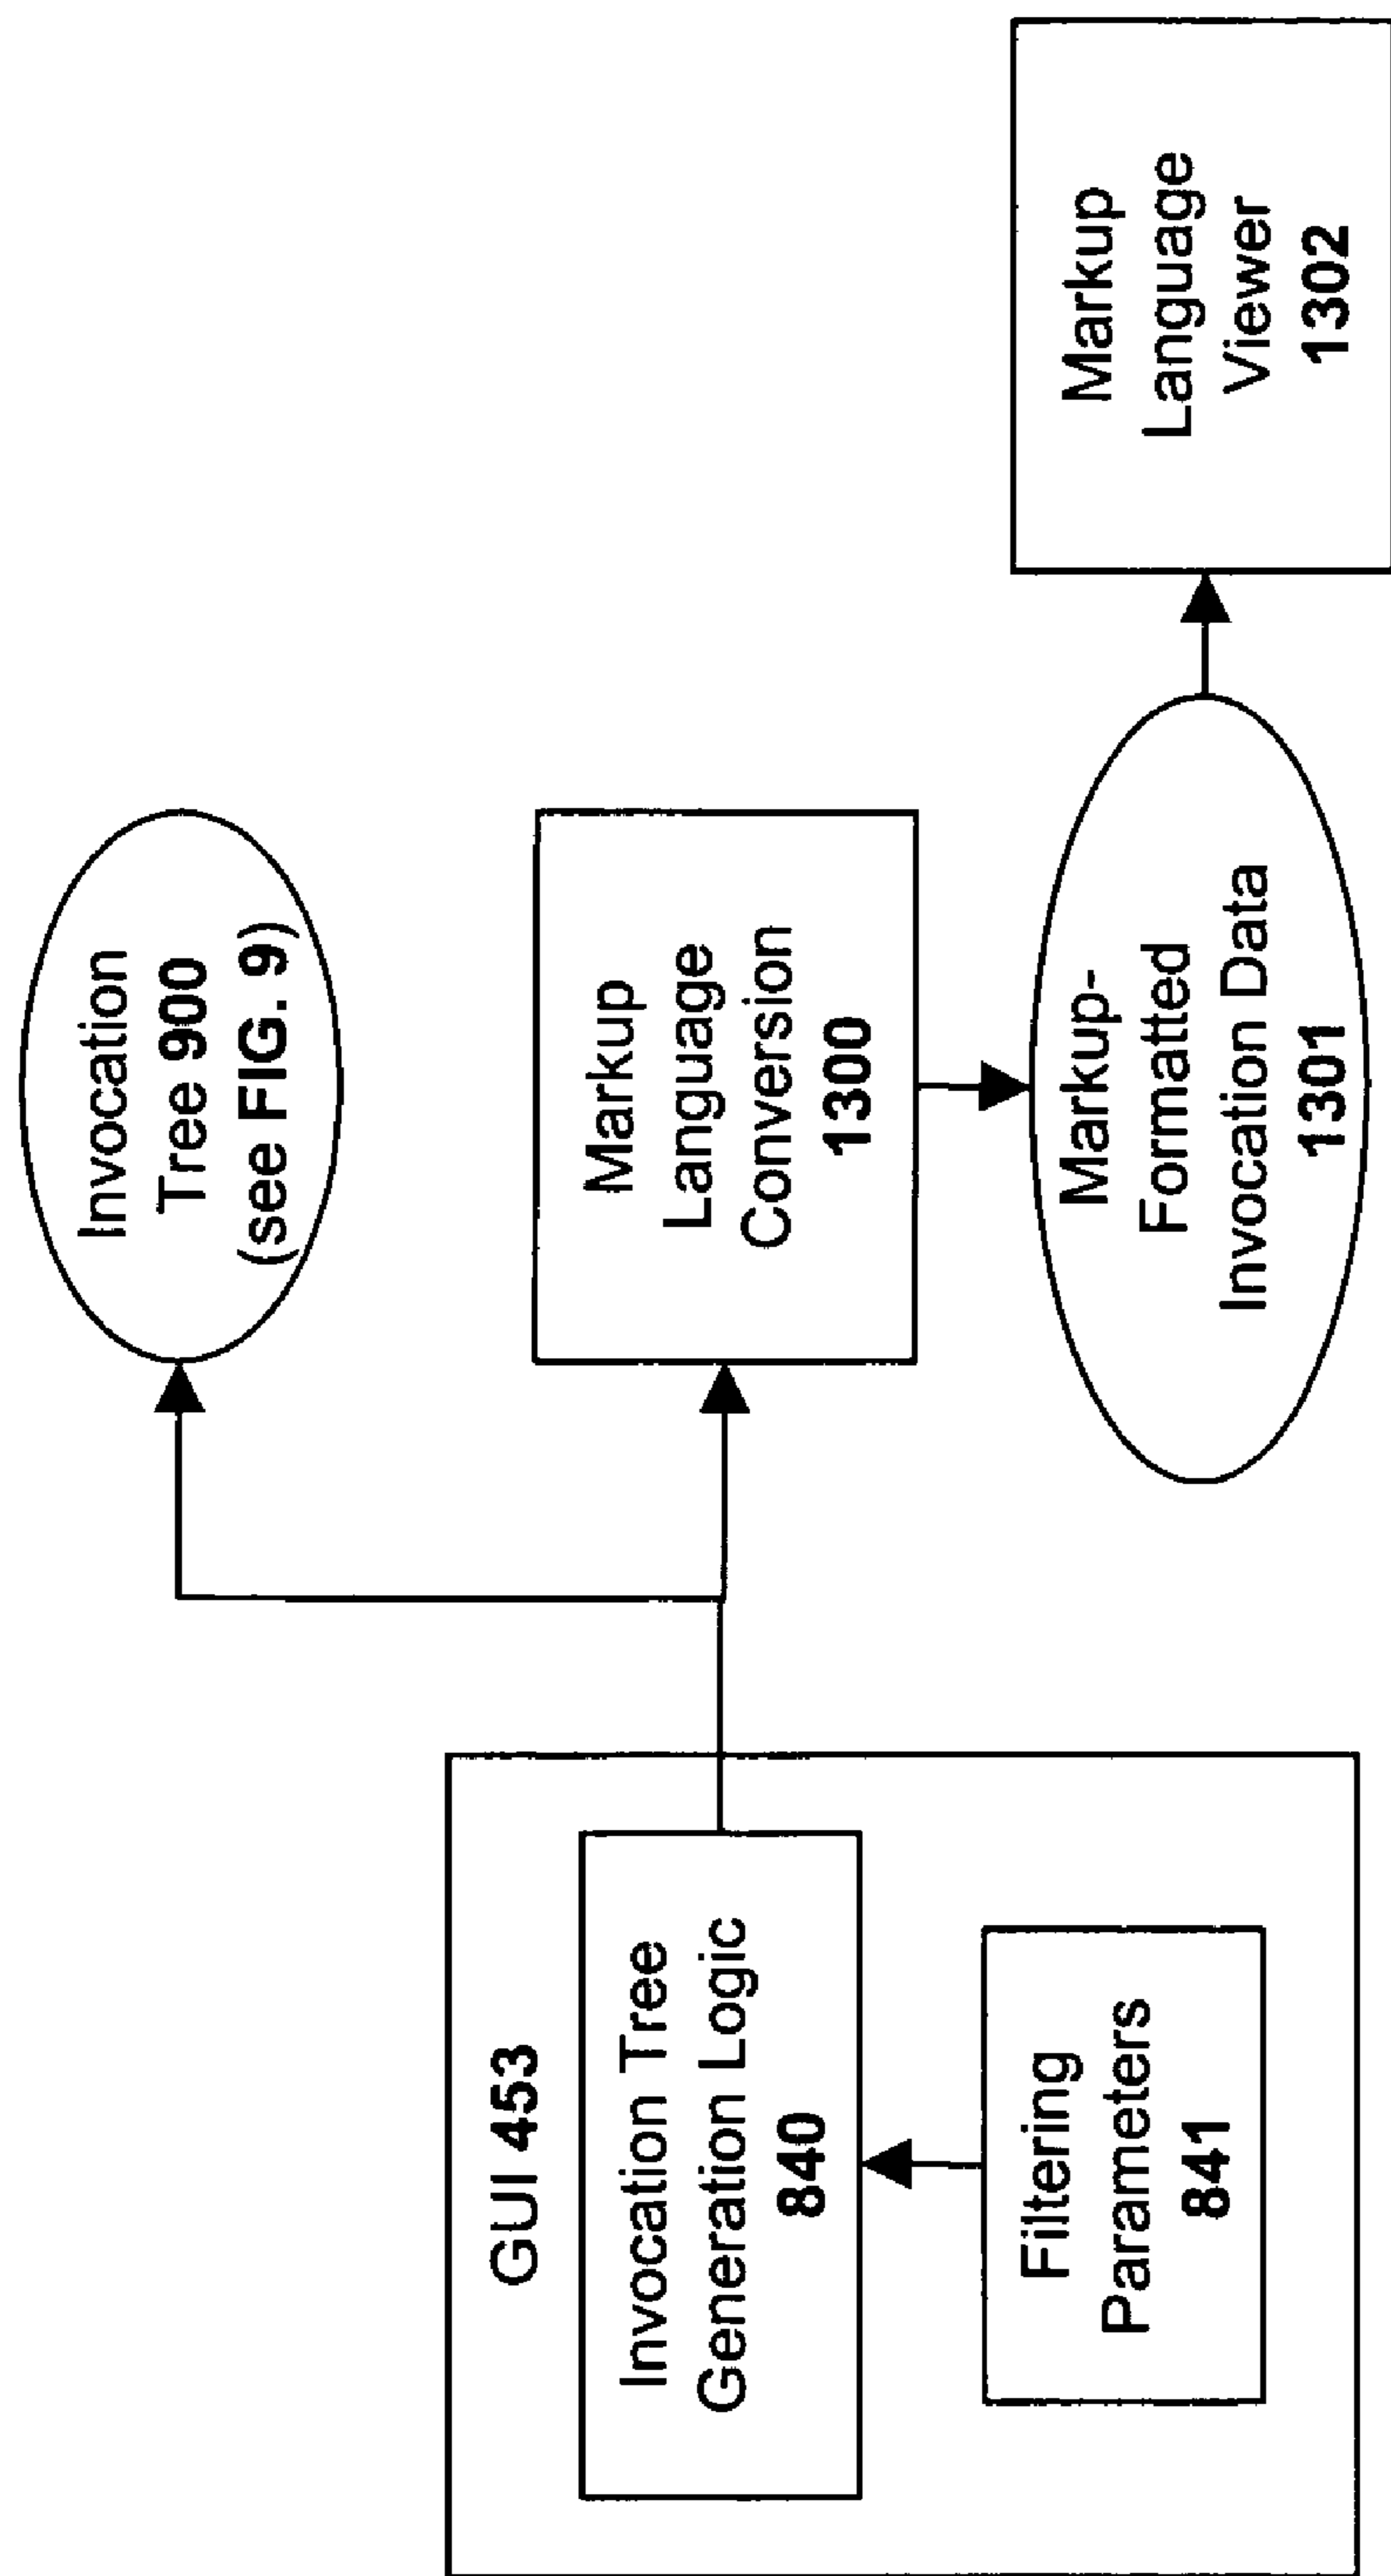 GUI 453
Invocation Tree
Generation Logic
840
Filtering
Parameters
841
Invocation
Tree 900
(see FIG. 9)
Markup
Language
Conversion
1300
Markup-
Formatted
Invocation Data
1301
Markup
Language
Viewer
1302